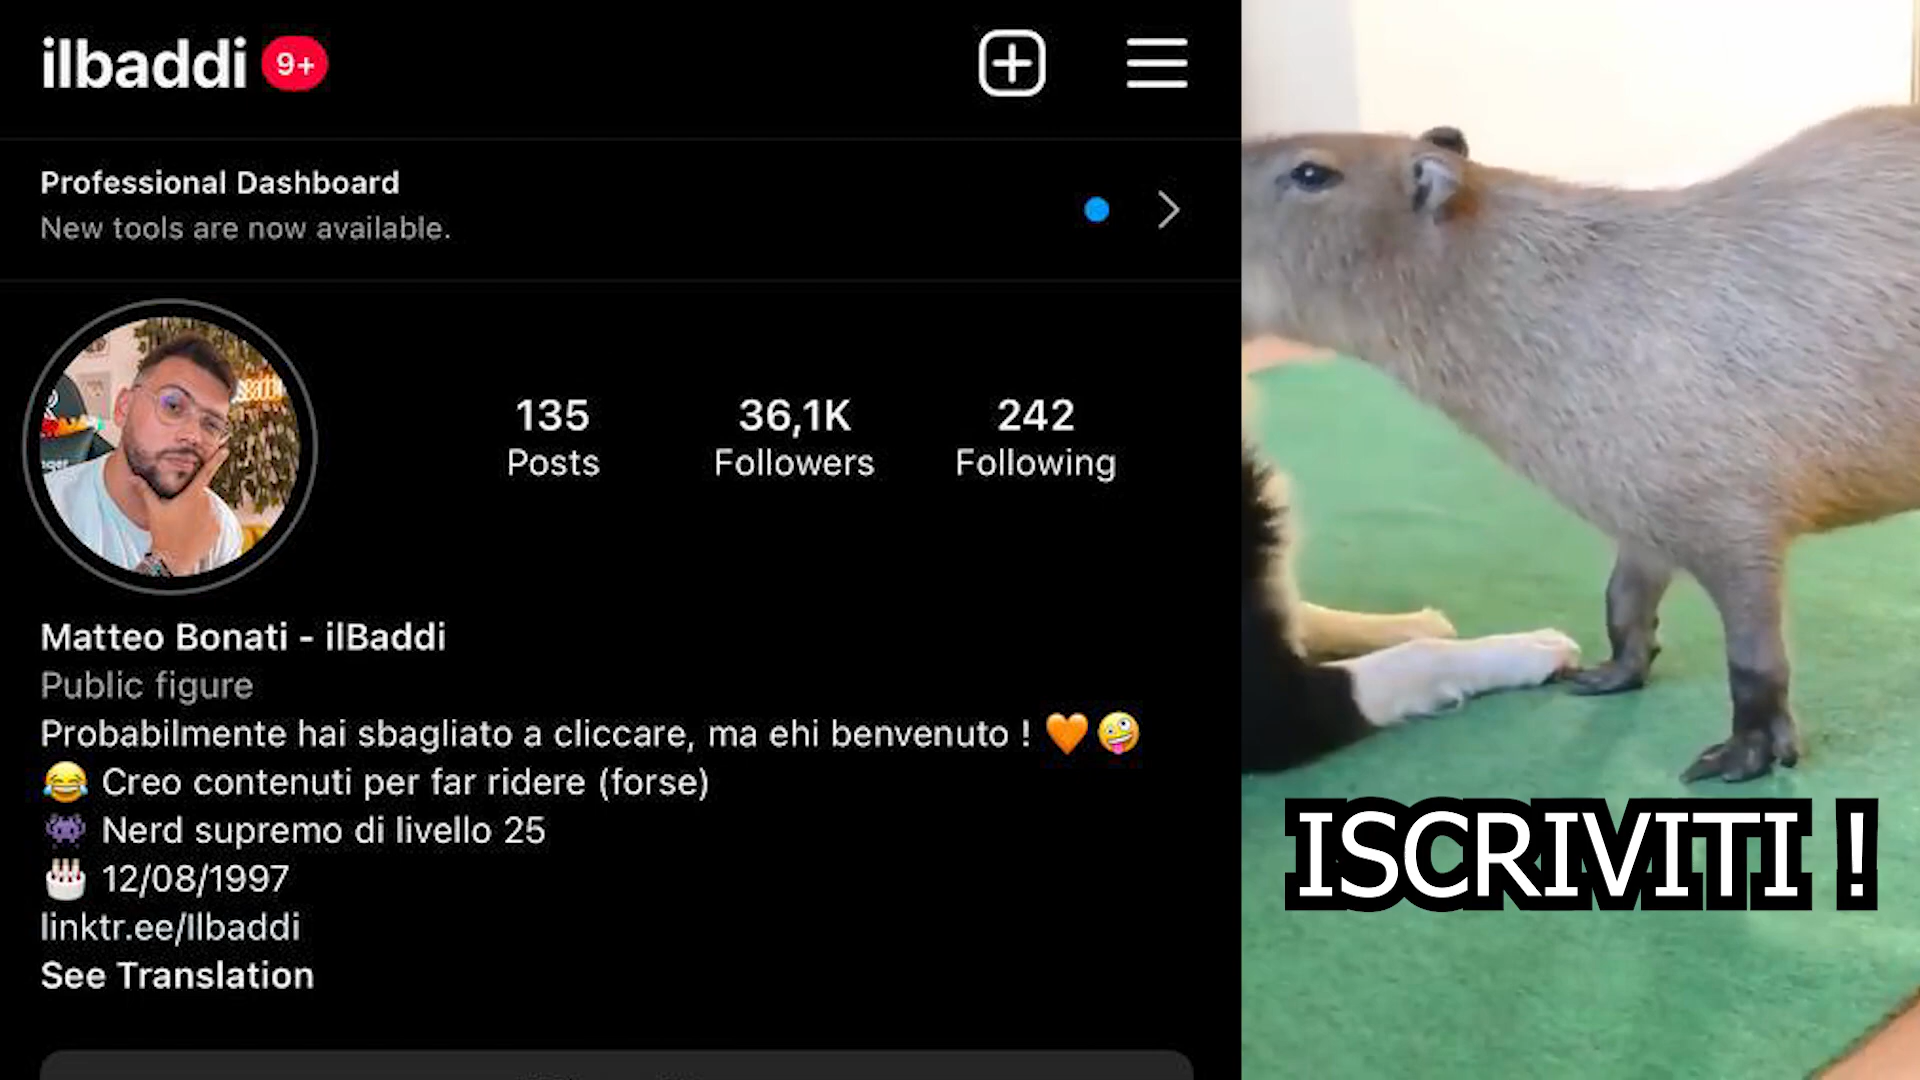 ilbaddi 9+
Professional Dashboard
New tools are now available.
135 36,1K 242
Posts Followers Following
Matteo Bonati - ilBaddi
Public figure
Probabilmente hai sbagliato a cliccare, ma ehi benvenuto ! 🧡🤪
😂 Creo contenuti per far ridere (forse)
👾 Nerd supremo di livello 25
🎂 12/08/1997
linktr.ee/Ilbaddi
See Translation
ISCRIVITI !